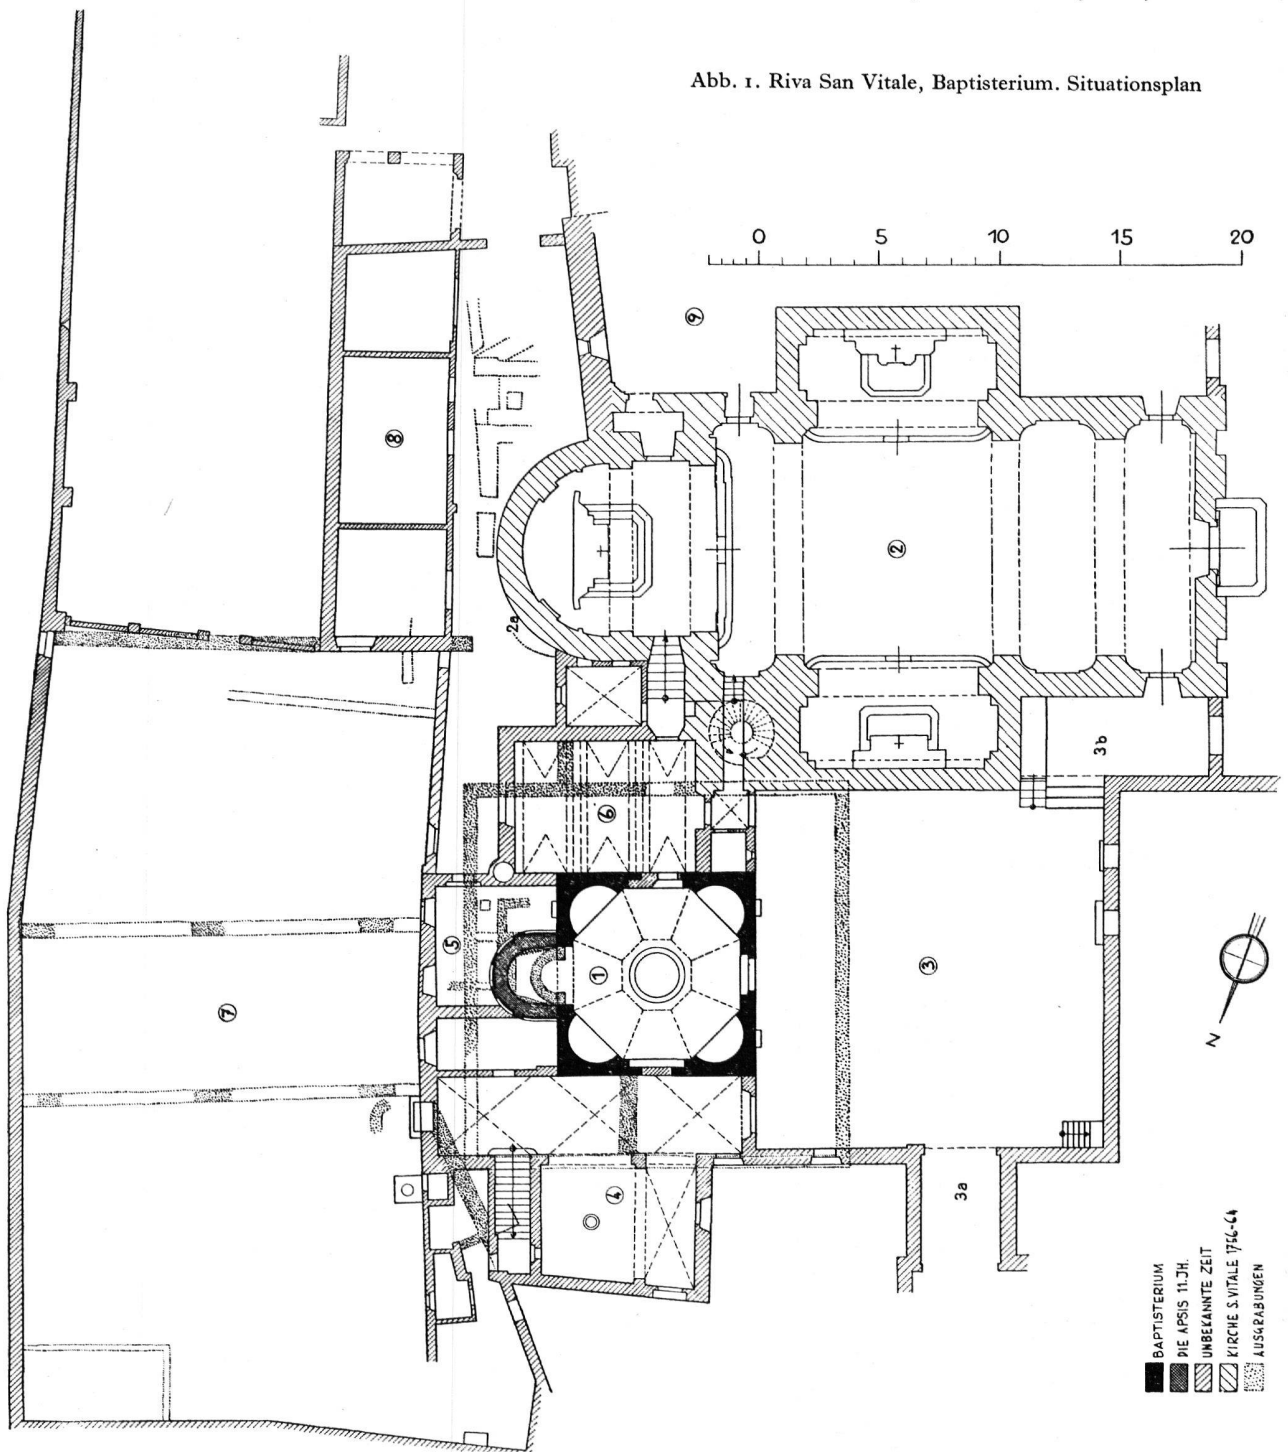 Abb. 1. Riva San Vitale, Baptisterium. Situationsplan
0 5 10 15 20
9
8
2
2a
3b
6
5
1
3
7
N
4
3a
BAPTISTERIUM
DIE APSIS 11.JH.
UNBEKANNTE ZEIT
KIRCHE S.VITALE 1756-64
AUSGRABUNGEN